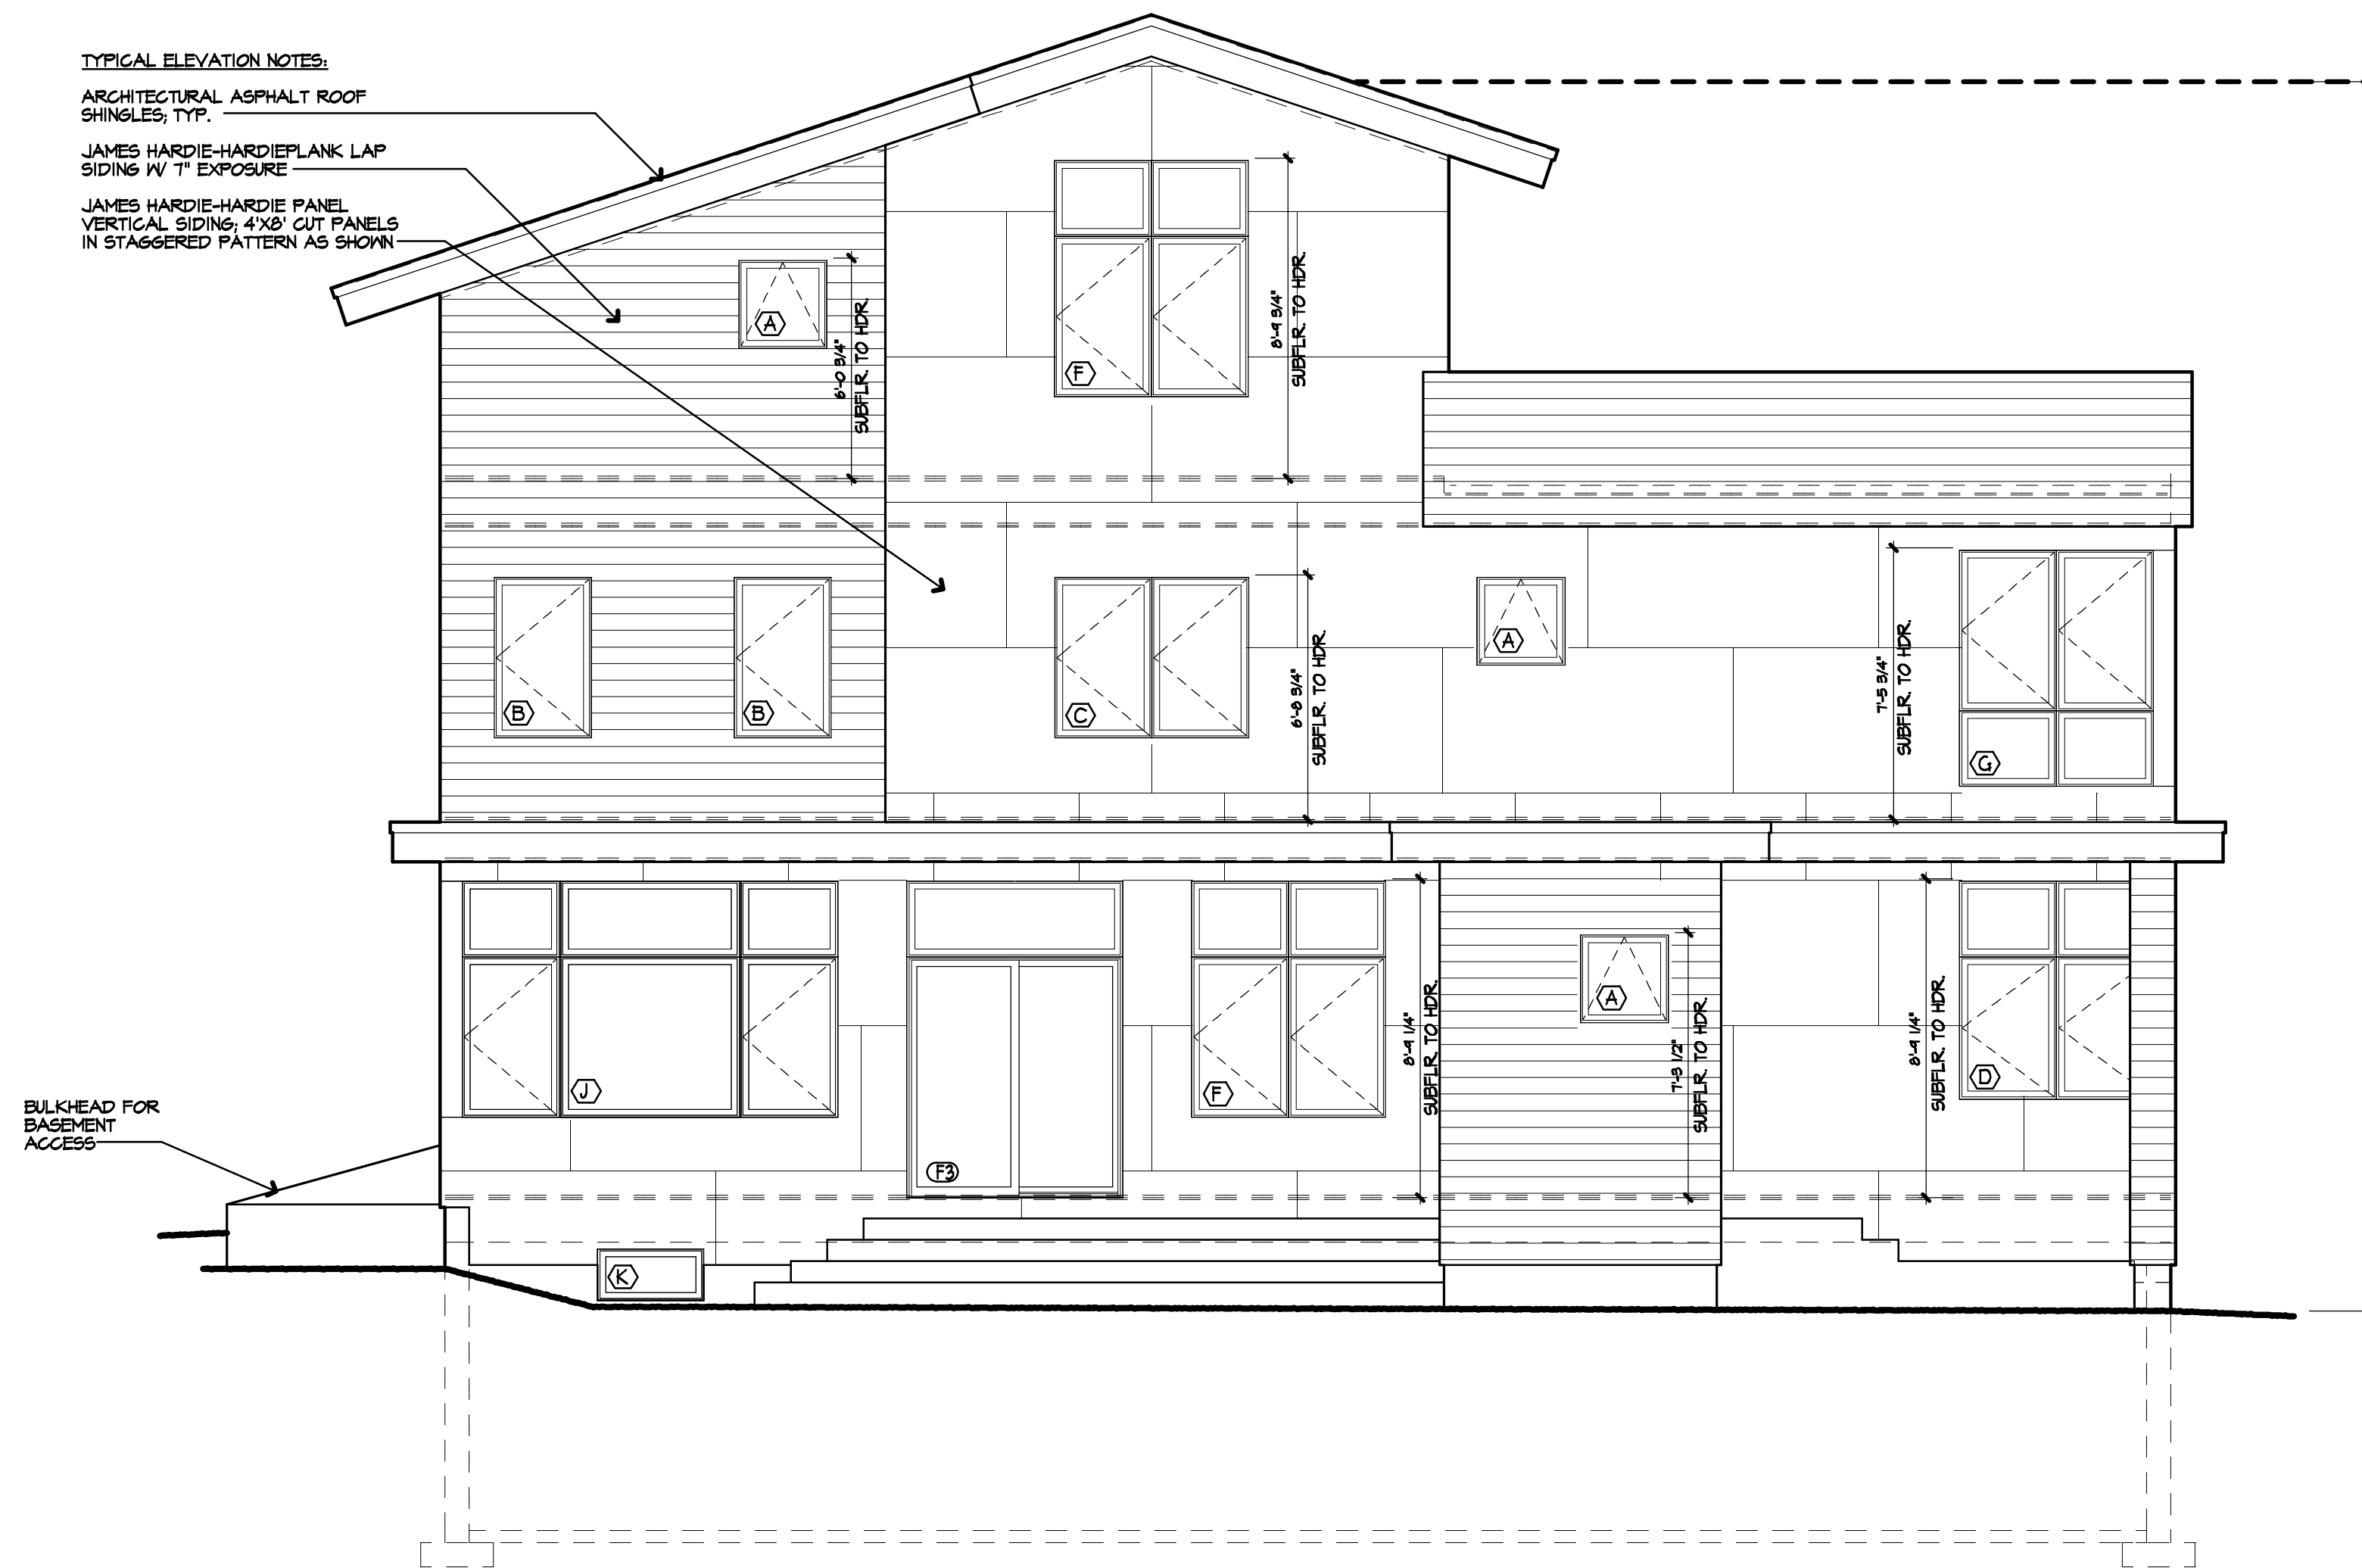 TYPICAL ELEVATION NOTES:
ARCHITECTURAL ASPHALT ROOF
SHINGLES; TYP.
JAMES HARDIE-HARDIEPLANK LAP
SIDING W/ 7" EXPOSURE
JAMES HARDIE-HARDIE PANEL
VERTICAL SIDING; 4'X8' CUT PANELS
IN STAGGERED PATTERN AS SHOWN
A
6'-0 3/4"
SUBFLR. TO HDR.
F
8'-9 3/4"
SUBFLR. TO HDR.
B
B
C
6'-8 3/4"
SUBFLR. TO HDR.
A
7'-5 3/4"
SUBFLR. TO HDR.
G
J
F3
F
8'-9 1/4"
SUBFLR. TO HDR.
A
7'-3 1/2"
SUBFLR. TO HDR.
8'-9 1/4"
SUBFLR. TO HDR.
D
BULKHEAD FOR
BASEMENT
ACCESS
K